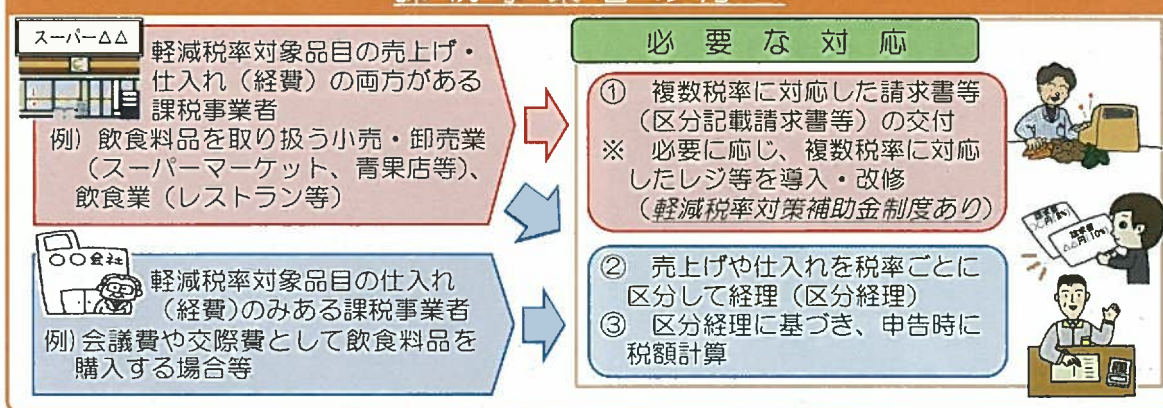 スーパー△△
軽減税率対象品目の売上げ・
仕入れ（経費）の両方がある
課税事業者
例）飲食料品を取り扱う小売・卸売業
（スーパーマーケット、青果店等）、
飲食業（レストラン等）
○○会社
軽減税率対象品目の仕入れ
（経費）のみある課税事業者
例）会議費や交際費として飲食料品を
購入する場合等
必要な対応
① 複数税率に対応した請求書等
（区分記載請求書等）の交付
※ 必要に応じ、複数税率に対応
したレジ等を導入・改修
（軽減税率対策補助金制度あり）
② 売上げや仕入れを税率ごとに
区分して経理（区分経理）
③ 区分経理に基づき、申告時に
税額計算
請求書
○○円(8%)
請求書
△△円(10%)